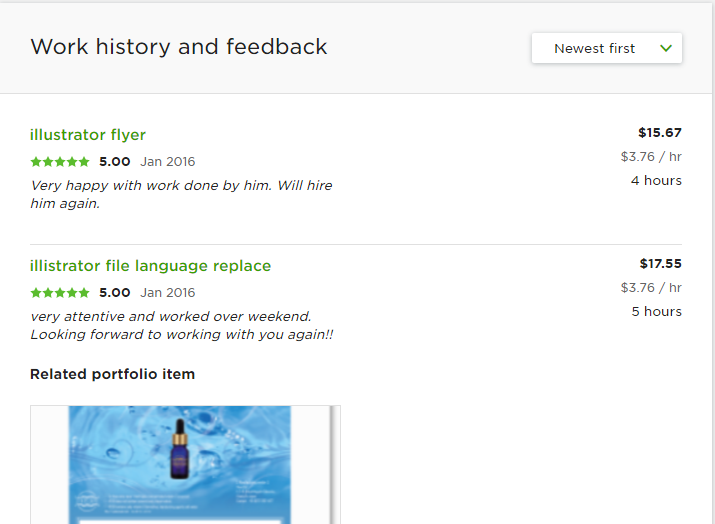 Work history and feedback
Newest first
illustrator flyer
$15.67
5.00 Jan 2016
$3.76 / hr
Very happy with work done by him. Will hire
4 hours
him again.
illistrator file language replace
$17.55
5.00 Jan 2016
$3.76 / hr
very attentive and worked over weekend.
5 hours
Looking forward to working with you again!!
Related portfolio item